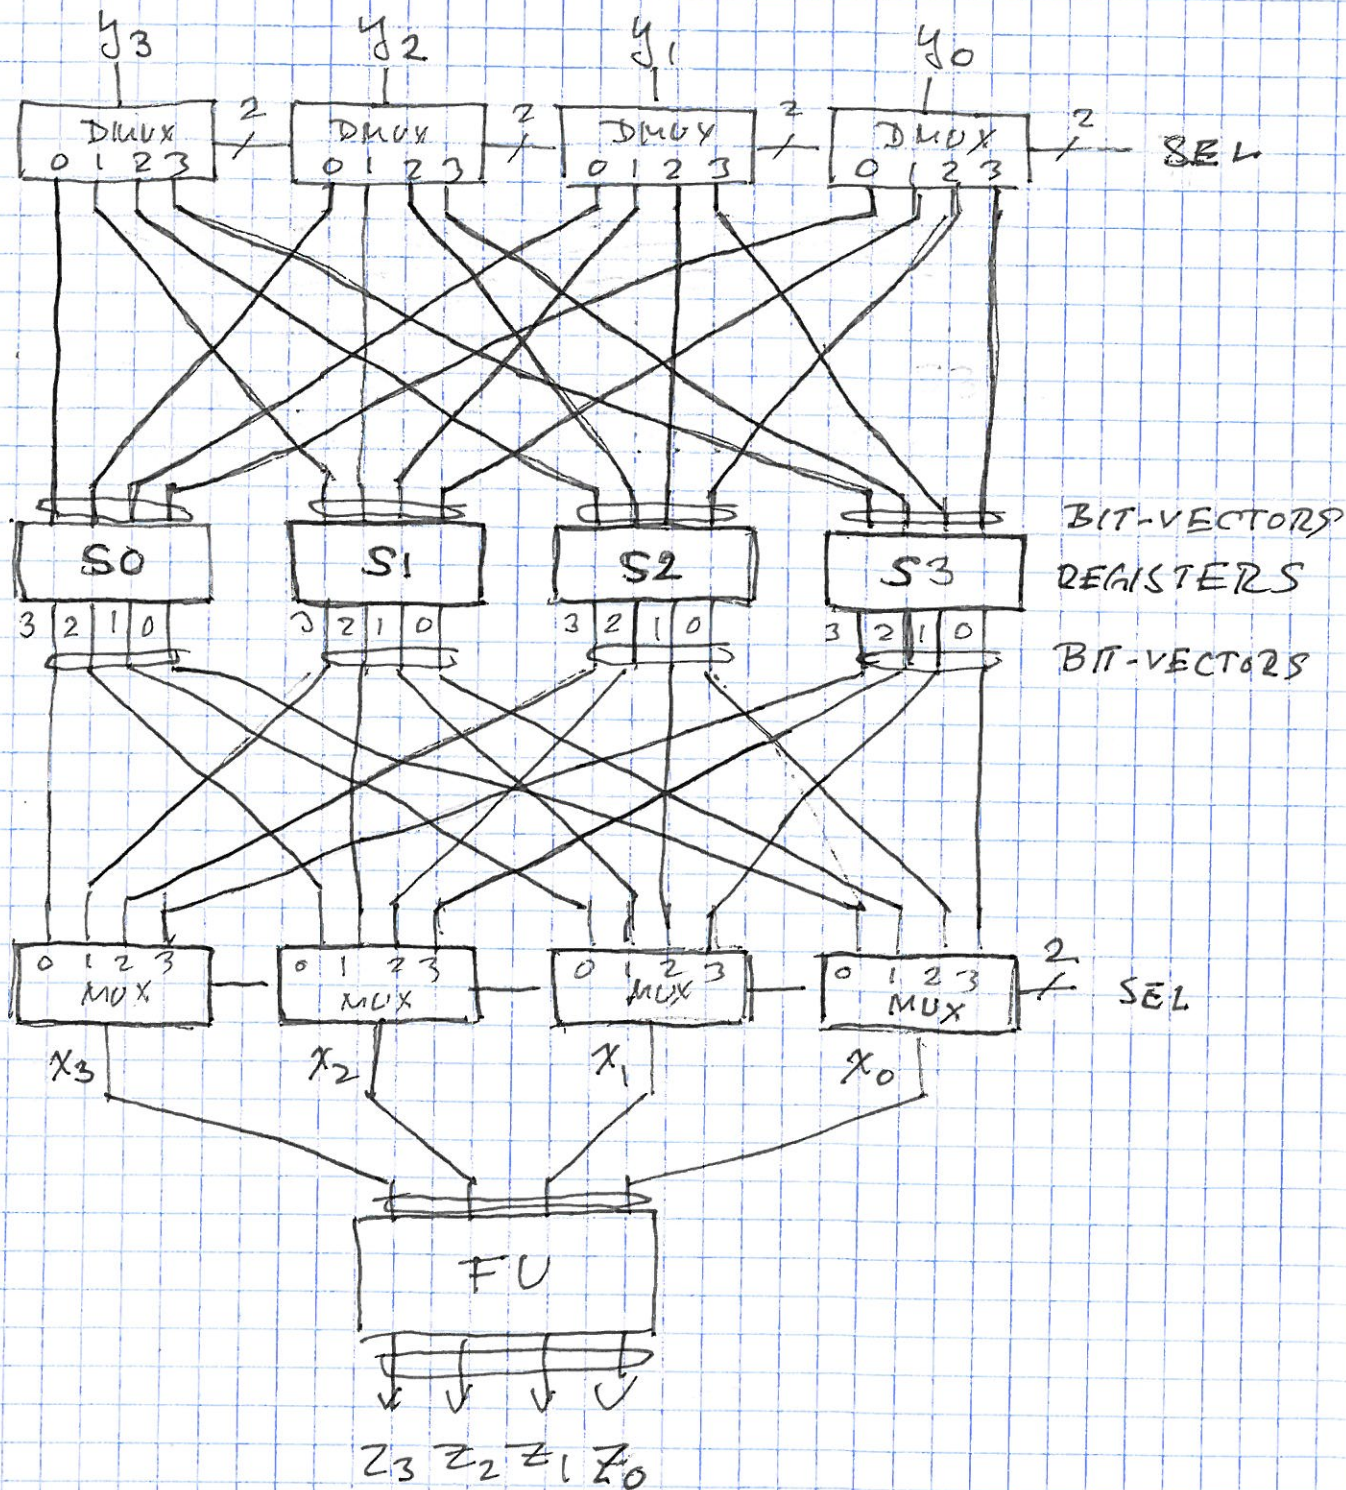 y3 y2 y1 y0
DMUX 2 DMUX 2 DMUX 2 DMUX 2 SEL
0 1 2 3 0 1 2 3 0 1 2 3 0 1 2 3
BIT-VECTORS
S0 S1 S2 S3 REGISTERS
3 2 1 0 3 2 1 0 3 2 1 0 3 2 1 0
BIT-VECTORS
0 1 2 3 0 1 2 3 0 1 2 3 0 1 2 3 2
MUX MUX MUX MUX SEL
x3 x2 x1 x0
FU
z3 z2 z1 z0